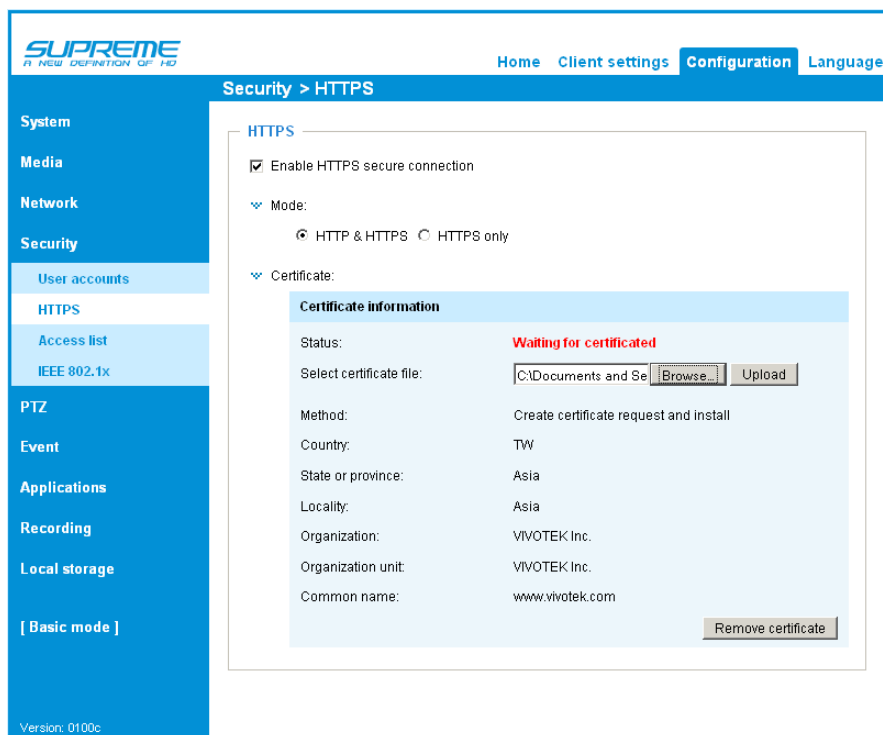 SUPREME
A NEW DEFINITION OF HD
Home Client settings Configuration Language
Security > HTTPS
System
Media
Network
Security
User accounts
HTTPS
Access list
IEEE 802.1x
PTZ
Event
Applications
Recording
Local storage
[ Basic mode ]
Version: 0100c
HTTPS
Enable HTTPS secure connection
Mode:
HTTP & HTTPS HTTPS only
Certificate:
Certificate information
Status: Waiting for certificated
Select certificate file: C:\Documents and Se Browse... Upload
Method: Create certificate request and install
Country: TW
State or province: Asia
Locality: Asia
Organization: VIVOTEK Inc.
Organization unit: VIVOTEK Inc.
Common name: www.vivotek.com
Remove certificate